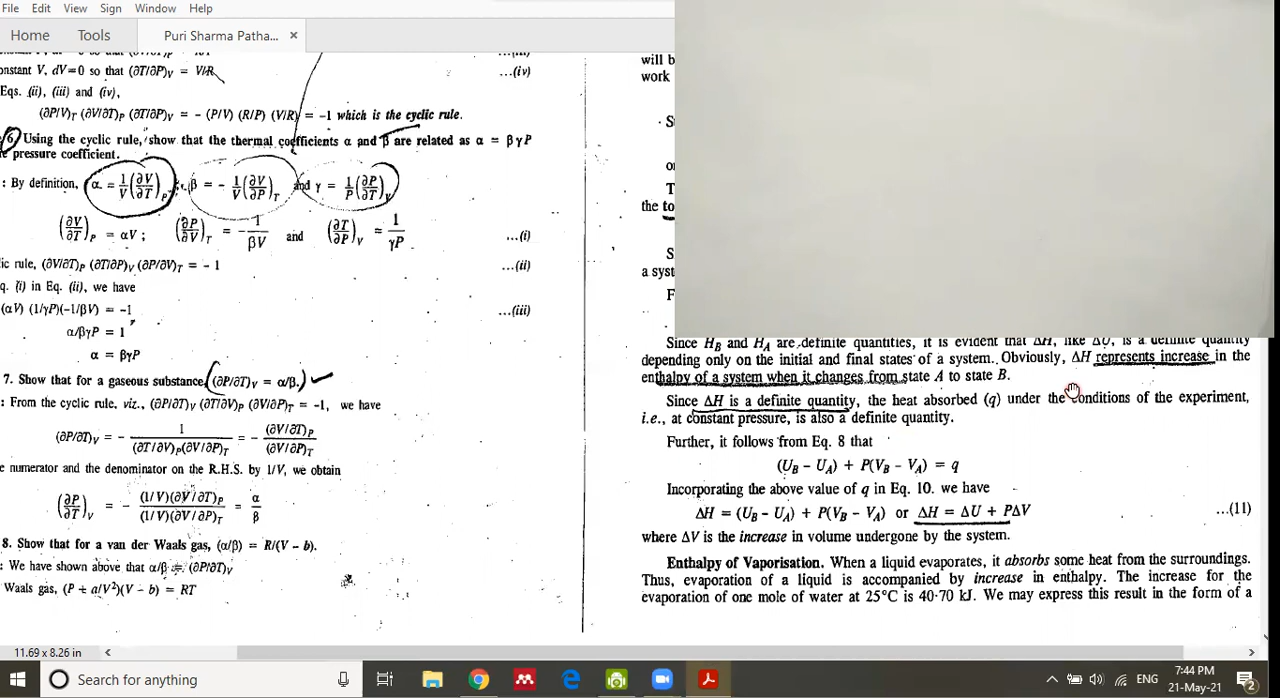 File Edit View Sign Window Help
Home Tools Puri Sharma Patha... ×
onstant V, dV=0 so that (∂T/∂P)V = V/R ...(iv)
Eqs. (ii), (iii) and (iv),
(∂P/V)T (∂V/∂T)P (∂T/∂P)V = - (P/V) (R/P) (V/R) = -1 which is the cyclic rule.
6 Using the cyclic rule, show that the thermal coefficients α and β are related as α = βγP
e pressure coefficient.
: By definition, α = 1/V (∂V/∂T)P ; β = - 1/V (∂V/∂P)T and γ = 1/P (∂P/∂T)V
(∂V/∂T)P = αV ; (∂P/∂V)T = - 1/βV and (∂T/∂P)V = 1/γP ...(i)
lic rule, (∂V/∂T)P (∂T/∂P)V (∂P/∂V)T = - 1 ...(ii)
q. (i) in Eq. (ii), we have
(αV) (1/γP)(-1/βV) = -1 ...(iii)
α/βγP = 1
α = βγP
7. Show that for a gaseous substance (∂P/∂T)V = α/β.
: From the cyclic rule, viz., (∂P/∂T)V (∂T/∂V)P (∂V/∂P)T = -1, we have
(∂P/∂T)V = - 1/(∂T/∂V)P(∂V/∂P)T = - (∂V/∂T)P/(∂V/∂P)T
e numerator and the denominator on the R.H.S. by 1/V, we obtain
(∂P/∂T)V = - (1/V)(∂V/∂T)P/(1/V)(∂V/∂P)T = α/β
8. Show that for a van der Waals gas, (α/β) = R/(V - b).
: We have shown above that α/β = (∂P/∂T)V
Waals gas, (P + a/V²)(V - b) = RT
will b
work
the to
a syst
Since HB and HA are definite quantities, it is evident that ΔH, like ΔU, is a definite quantity
depending only on the initial and final states of a system. Obviously, ΔH represents increase in the
enthalpy of a system when it changes from state A to state B.
Since ΔH is a definite quantity, the heat absorbed (q) under the conditions of the experiment,
i.e., at constant pressure, is also a definite quantity.
Further, it follows from Eq. 8 that
(UB - UA) + P(VB - VA) = q
Incorporating the above value of q in Eq. 10. we have
ΔH = (UB - UA) + P(VB - VA) or ΔH = ΔU + PΔV ...(11)
where ΔV is the increase in volume undergone by the system.
Enthalpy of Vaporisation. When a liquid evaporates, it absorbs some heat from the surroundings.
Thus, evaporation of a liquid is accompanied by increase in enthalpy. The increase for the
evaporation of one mole of water at 25°C is 40·70 kJ. We may express this result in the form of a
11.69 x 8.26 in
Search for anything
ENG
7:44 PM
21-May-21
2